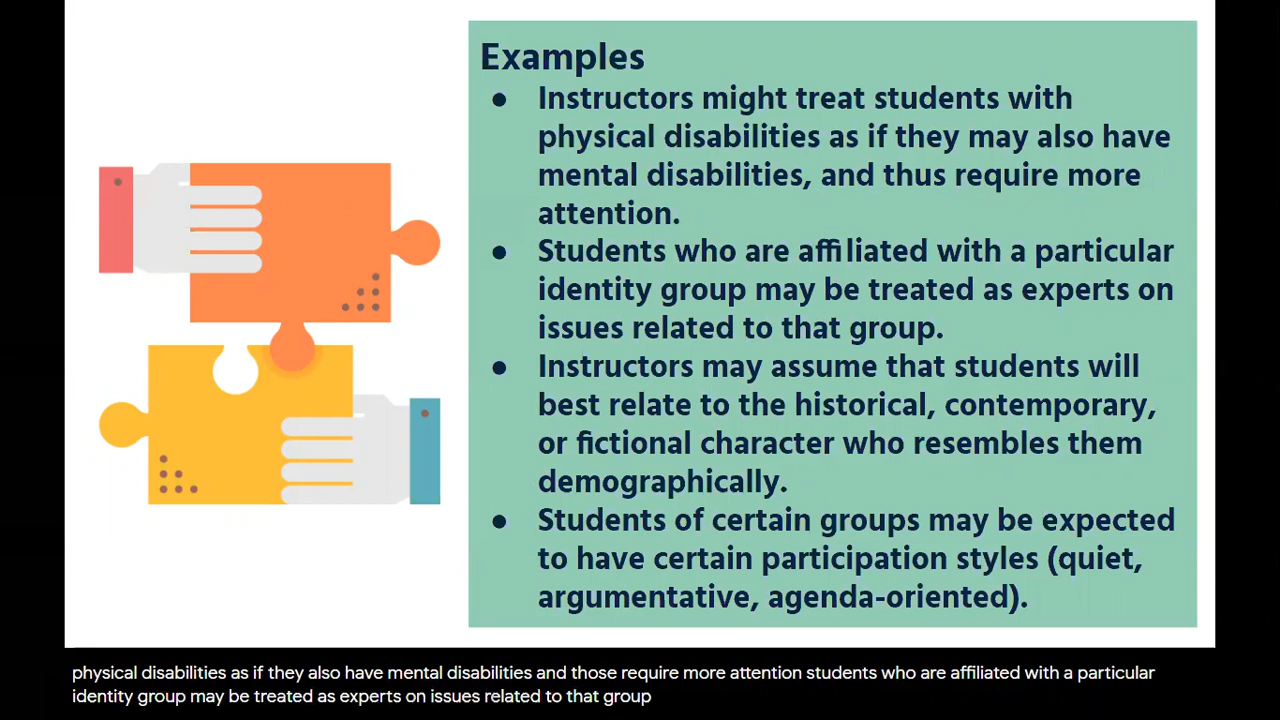 Examples
● Instructors might treat students with
physical disabilities as if they may also have
mental disabilities, and thus require more
attention.
● Students who are affiliated with a particular
identity group may be treated as experts on
issues related to that group.
● Instructors may assume that students will
best relate to the historical, contemporary,
or fictional character who resembles them
demographically.
● Students of certain groups may be expected
to have certain participation styles (quiet,
argumentative, agenda-oriented).
physical disabilities as if they also have mental disabilities and those require more attention students who are affiliated with a particular
identity group may be treated as experts on issues related to that group